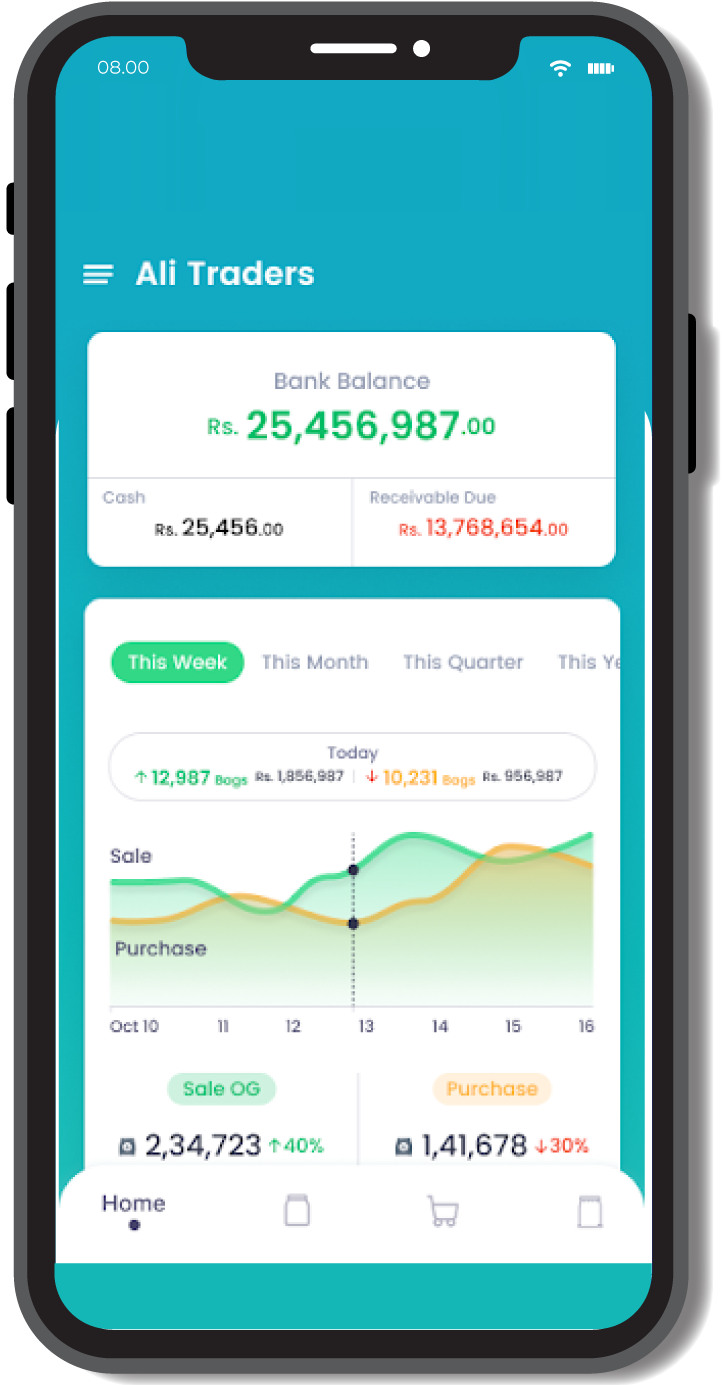 08.00
Ali Traders
Bank Balance
Rs. 25,456,987.00
Cash
Receivable Due
Rs. 25,456.00
Rs. 13,768,654.00
This Week This Month This Quarter This Ye
Today
↑ 12,987 Bags Rs. 1,856,987 | ↓ 10,231 Bags Rs. 956,987
Sale
Purchase
Oct 10 11 12 13 14 15 16
Sale OG Purchase
2,34,723 ↑40% 1,41,678 ↓30%
Home